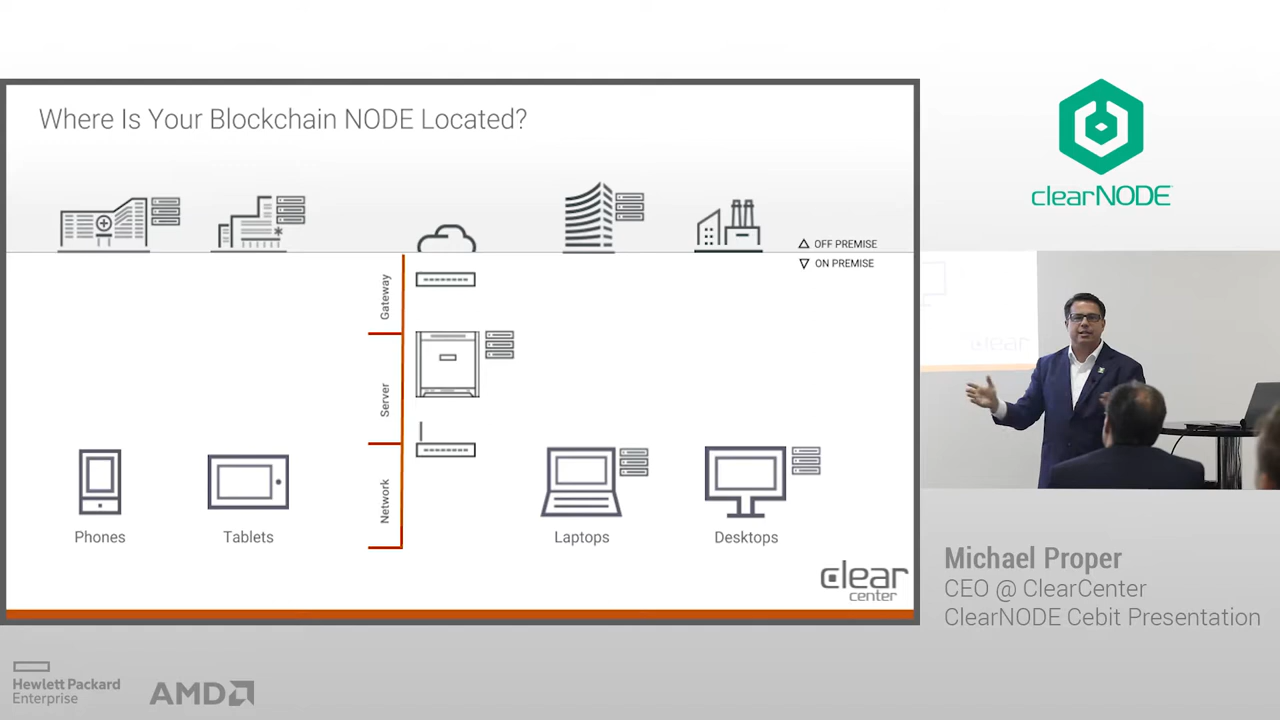 Where Is Your Blockchain NODE Located?
△ OFF PREMISE
▽ ON PREMISE
Gateway
Server
Network
Phones
Tablets
Laptops
Desktops
clear
center
clearNODE
clear
Michael Proper
CEO @ ClearCenter
ClearNODE Cebit Presentation
Hewlett Packard
Enterprise
AMD